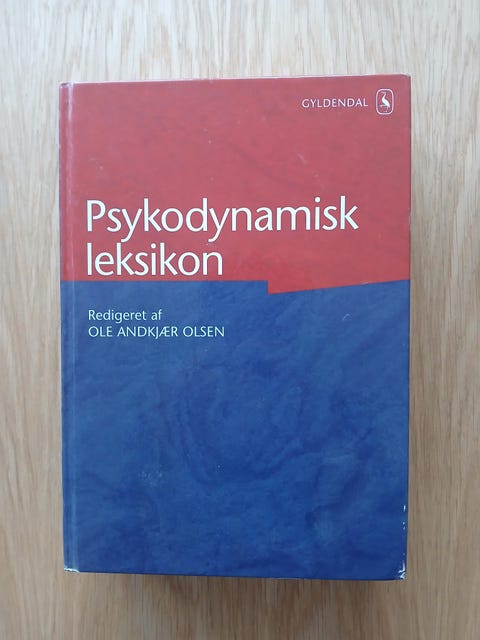 GYLDENDAL
Psykodynamisk
leksikon
Redigeret af
OLE ANDKJÆR OLSEN